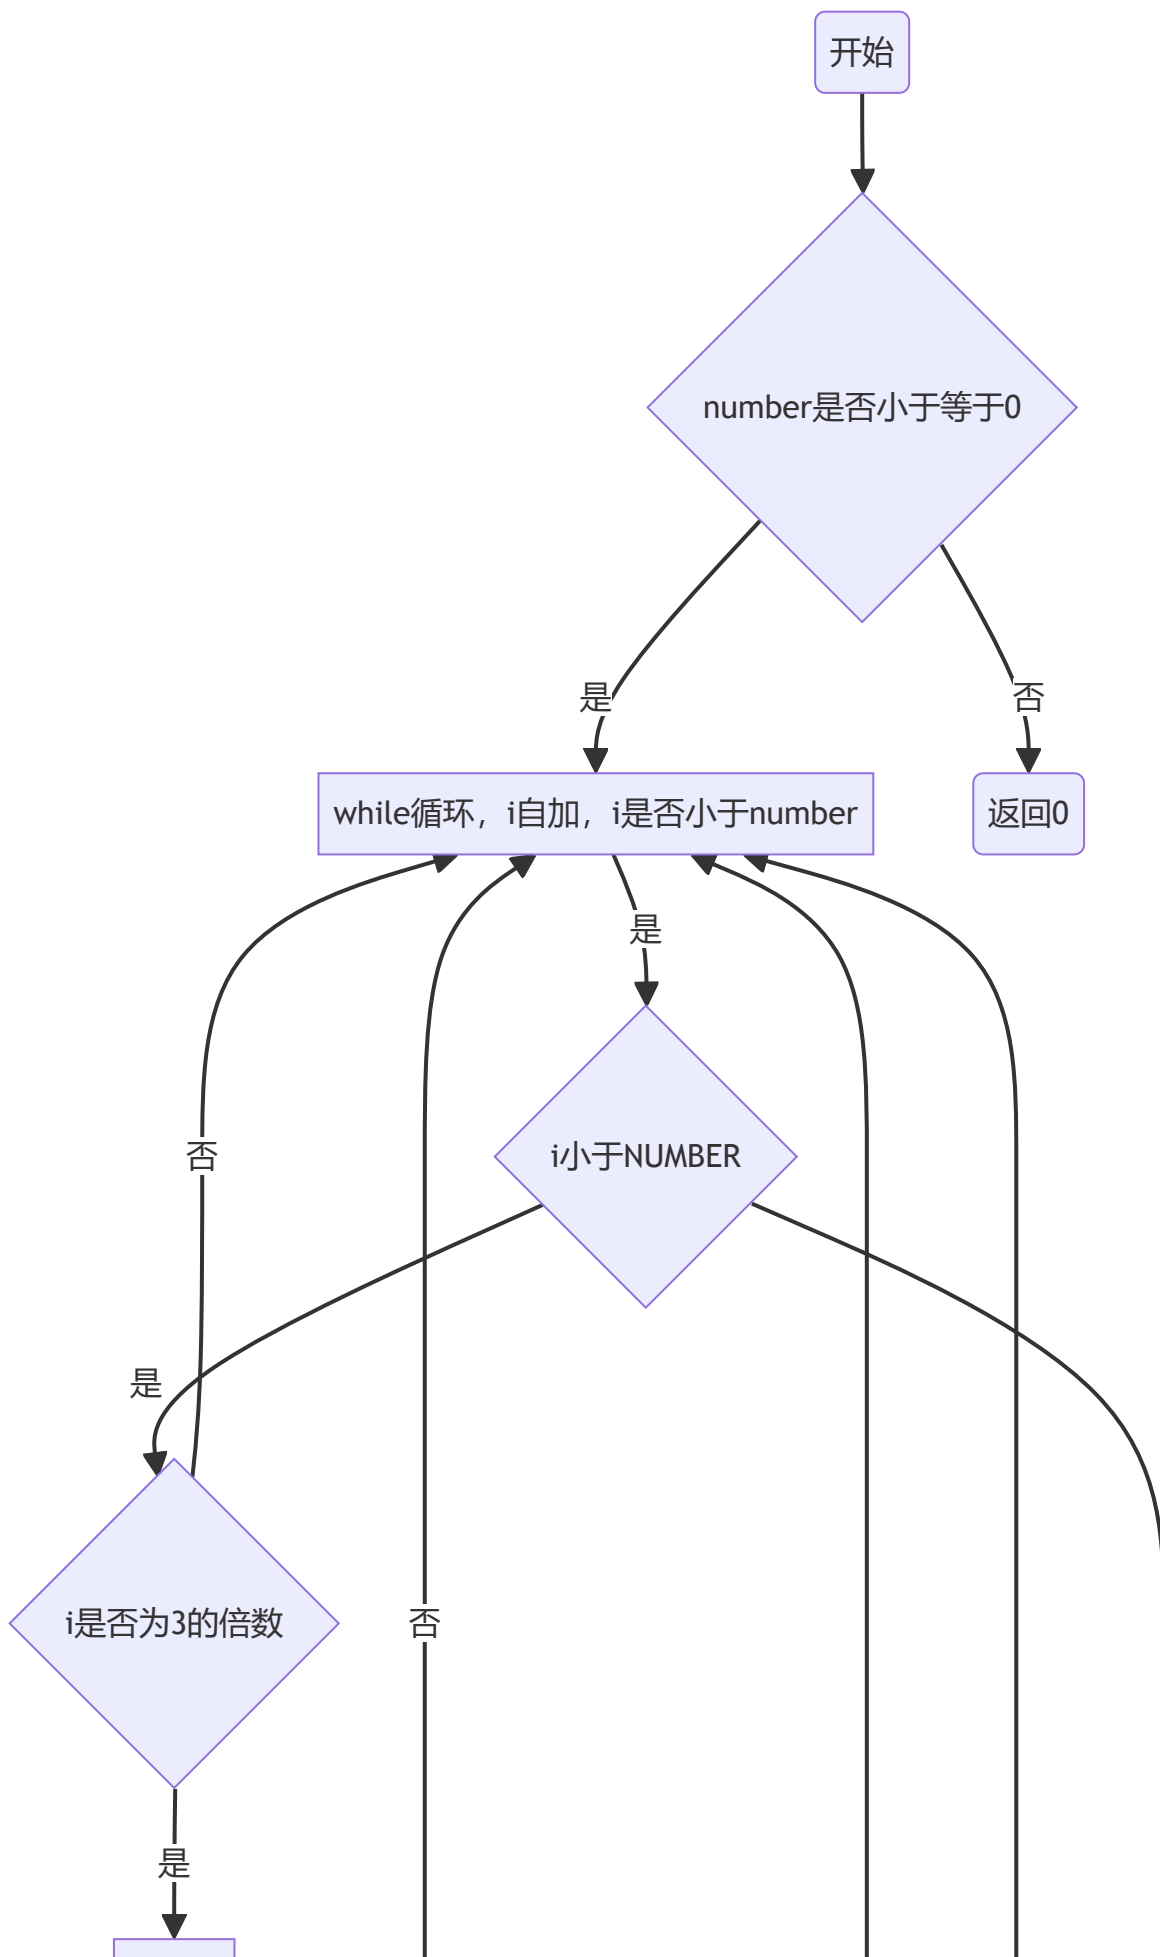 开始
number是否小于等于0
是
否
while循环，i自加，i是否小于number
返回0
是
否
i小于NUMBER
是
i是否为3的倍数
否
是